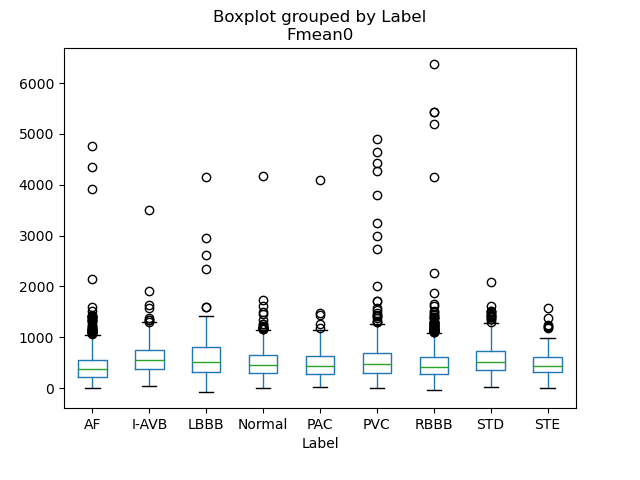 Boxplot grouped by Label
Fmean0
6000
5000
4000
3000
2000
1000
0
AF I-AVB LBBB Normal PAC PVC RBBB STD STE
Label